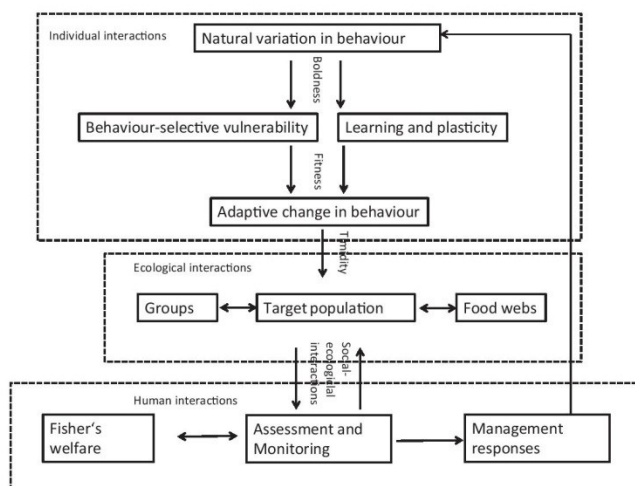 Individual interactions
Natural variation in behaviour
Boldness
Behaviour-selective vulnerability
Learning and plasticity
Fitness
Adaptive change in behaviour
Timidity
Ecological interactions
Groups
Target population
Food webs
Social-
ecologicial
interactions
Human interactions
Fisher's
welfare
Assessment and
Monitoring
Management
responses